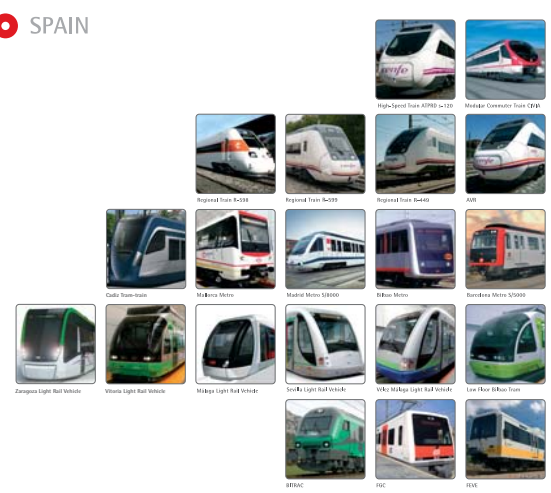 SPAIN
renfe
High-Speed Train ATPRD s-120
Modular Commuter Train CIVIA
Regional Train R-598
Regional Train R-599
Regional Train R-449
AVR
Cadiz Tram-train
Mallorca Metro
Madrid Metro S/8000
Bilbao Metro
Barcelona Metro S/5000
Zaragoza Light Rail Vehicle
Vitoria Light Rail Vehicle
Málaga Light Rail Vehicle
Sevilla Light Rail Vehicle
Vélez Málaga Light Rail Vehicle
Low Floor Bilbao Tram
BITRAC
FGC
FEVE